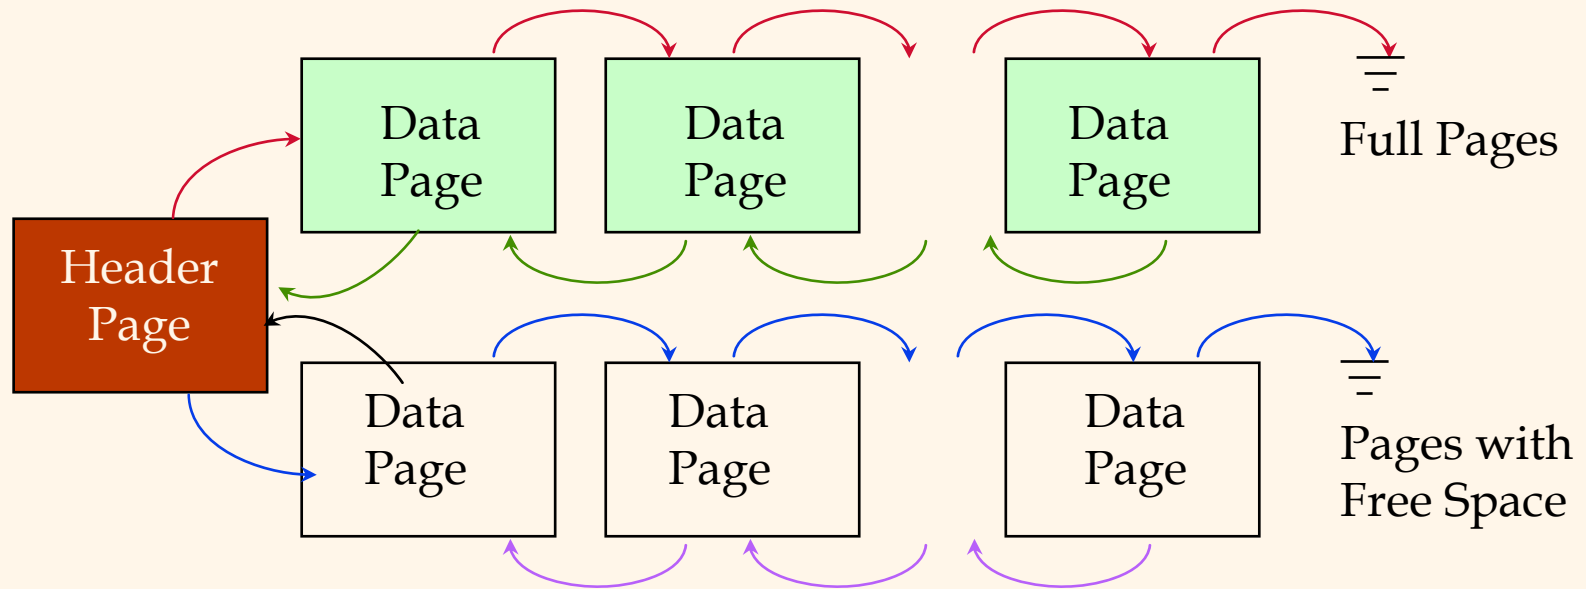 Data
Page
Data
Page
Data
Page
Full Pages
Header
Page
Data
Page
Data
Page
Data
Page
Pages with
Free Space